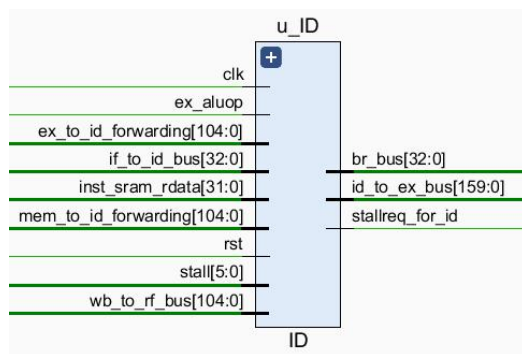 u_ID
+
clk
ex_aluop
ex_to_id_forwarding[104:0]
if_to_id_bus[32:0]
inst_sram_rdata[31:0]
mem_to_id_forwarding[104:0]
rst
stall[5:0]
wb_to_rf_bus[104:0]
br_bus[32:0]
id_to_ex_bus[159:0]
stallreq_for_id
ID